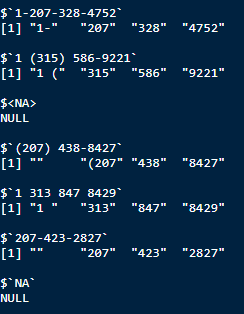 $`1-207-328-4752`
[1] "1-" "207" "328" "4752"
$`1 (315) 586-9221`
[1] "1 (" "315" "586" "9221"
$<NA>
NULL
$`(207) 438-8427`
[1] "" "(207" "438" "8427"
$`1 313 847 8429`
[1] "1 " "313" "847" "8429"
$`207-423-2827`
[1] "" "207" "423" "2827"
$`NA`
NULL